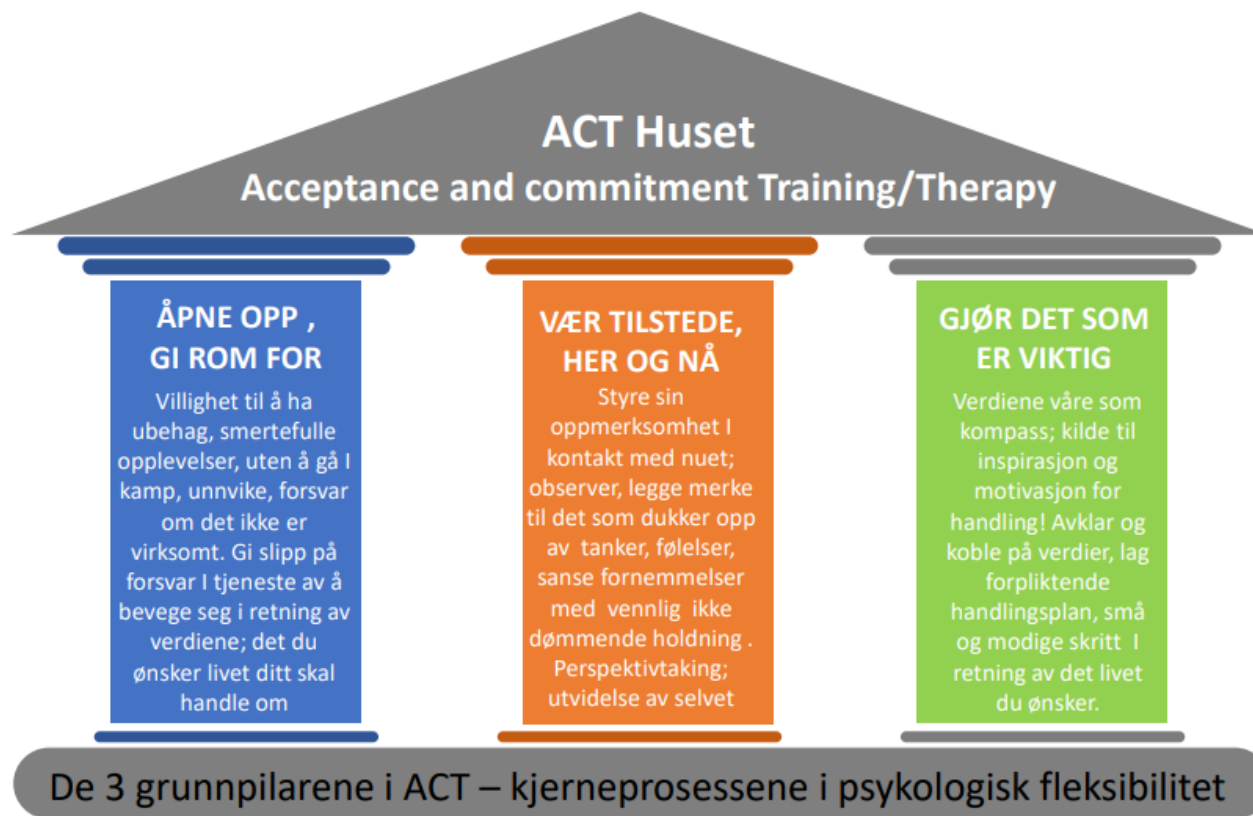 ACT Huset
Acceptance and commitment Training/Therapy
ÅPNE OPP ,
GI ROM FOR
Villighet til å ha
ubehag, smertefulle
opplevelser, uten å gå I
kamp, unnvike, forsvar
om det ikke er
virksomt. Gi slipp på
forsvar I tjeneste av å
bevege seg i retning av
verdiene; det du
ønsker livet ditt skal
handle om
VÆR TILSTEDE,
HER OG NÅ
Styre sin
oppmerksomhet I
kontakt med nuet;
observer, legge merke
til det som dukker opp
av tanker, følelser,
sanse fornemmelser
med vennlig ikke
dømmende holdning .
Perspektivtaking;
utvidelse av selvet
GJØR DET SOM
ER VIKTIG
Verdiene våre som
kompass; kilde til
inspirasjon og
motivasjon for
handling! Avklar og
koble på verdier, lag
forpliktende
handlingsplan, små
og modige skritt I
retning av det livet
du ønsker.
De 3 grunnpilarene i ACT – kjerneprosessene i psykologisk fleksibilitet